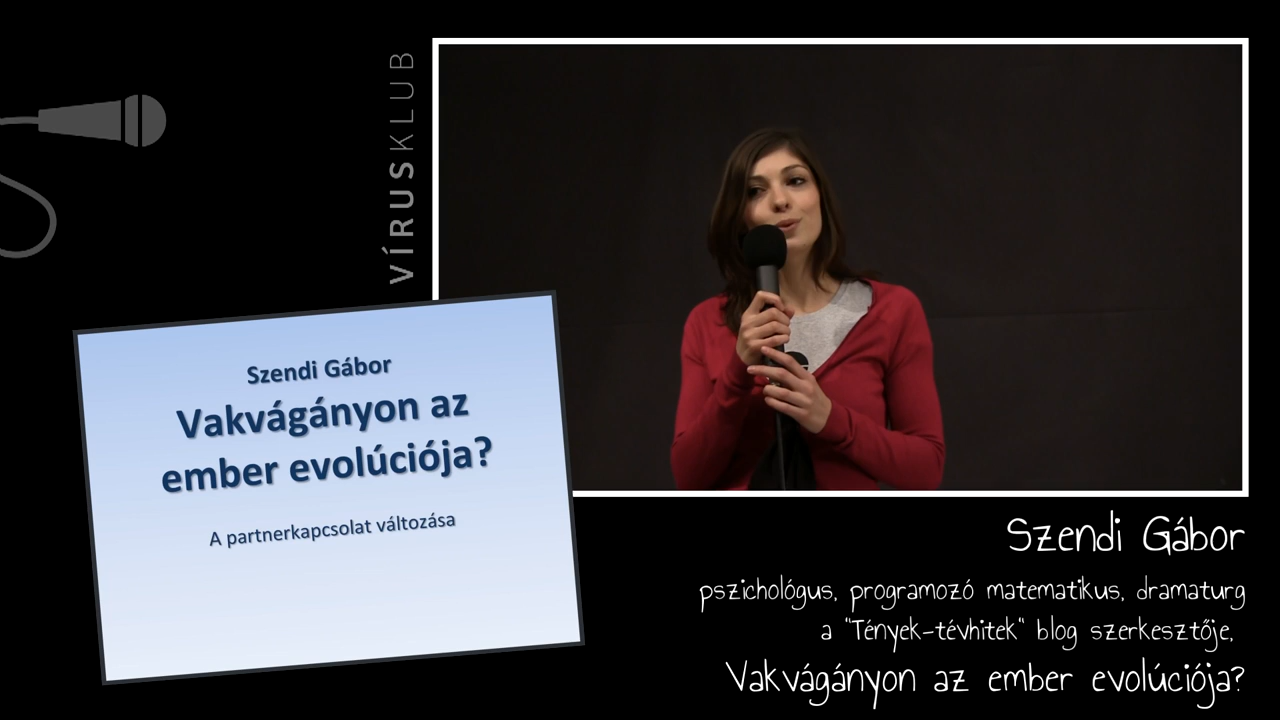 VÍRUSKLUB
Szendi Gábor
Vakvágányon az
ember evolúciója?
A partnerkapcsolat változása
Szendi Gábor
pszichológus, programozó matematikus, dramaturg
a "Tények-tévhitek" blog szerkesztője,
Vakvágányon az ember evolúciója?